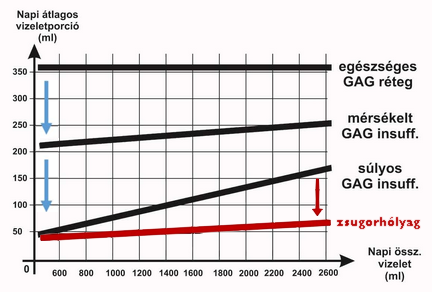 Napi átlagos
vizeletporció
(ml)
egészséges
GAG réteg
350
300
mérsékelt
GAG insuff.
250
200
súlyos
GAG insuff.
150
100
zsugorhólyag
50
Napi össz.
vizelet
(ml)
0 600 800 1000 1200 1400 1600 1800 2000 2200 2400 2600